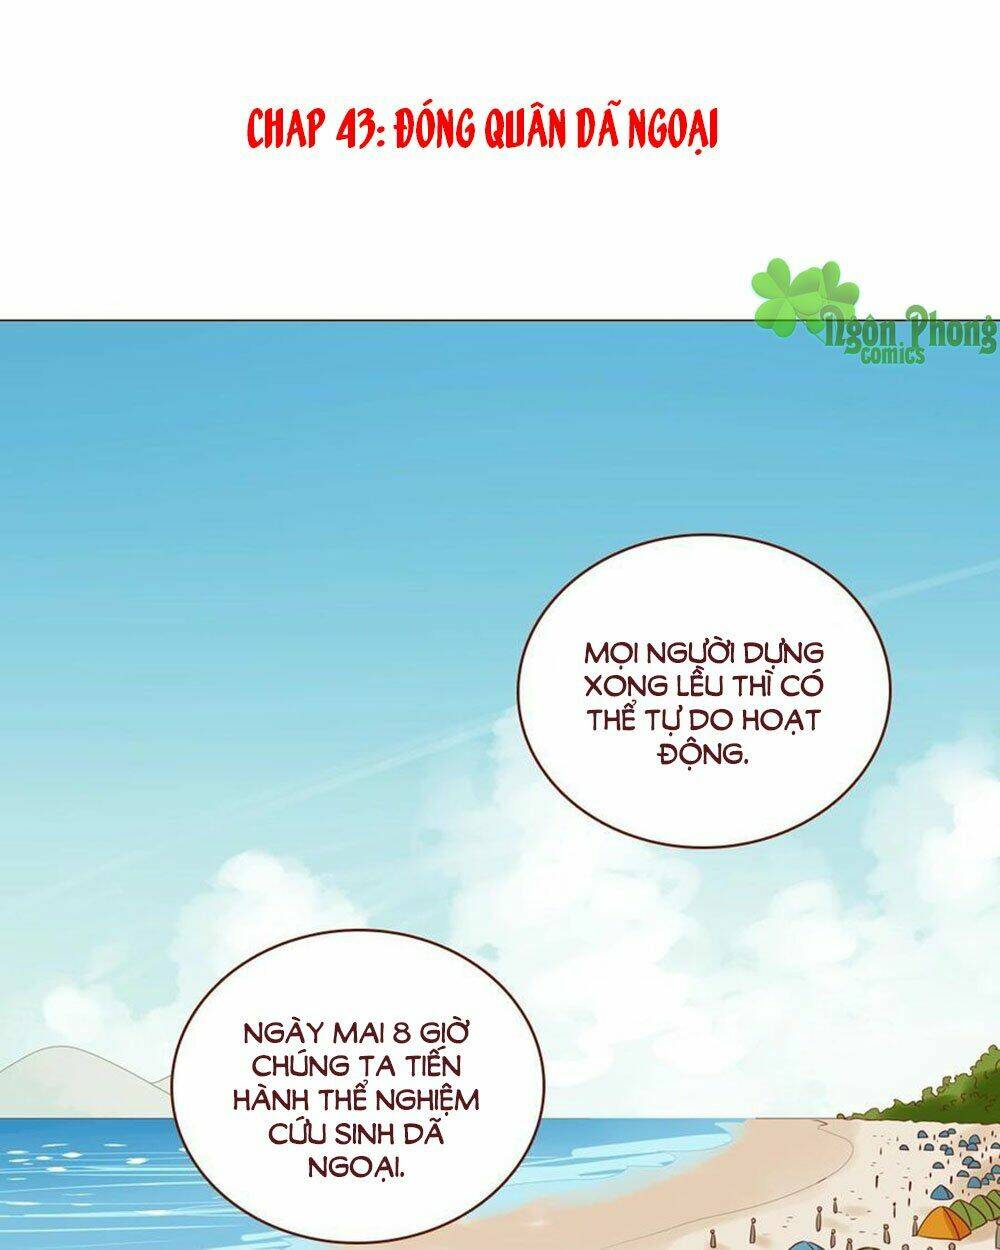 CHAP 43: ĐÓNG QUÂN DÃ NGOẠI
Ngôn Phong
comics
MỌI NGƯỜI DỰNG
XONG LỀU THÌ CÓ
THỂ TỰ DO HOẠT
ĐỘNG.
NGÀY MAI 8 GIỜ
CHÚNG TA TIẾN
HÀNH THỂ NGHIỆM
CỨU SINH DÃ
NGOẠI.